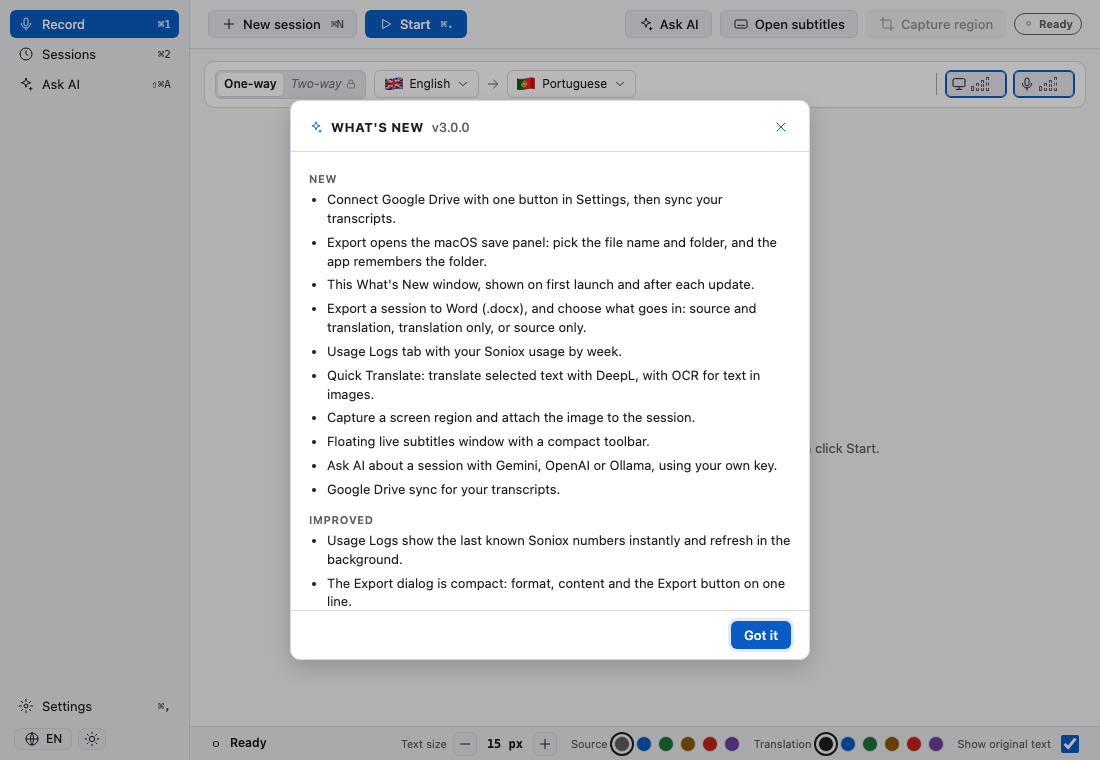 Record ⌘1
Sessions ⌘2
Ask AI ⇧⌘A
New session ⌘N
Start ⌘.
Ask AI
Open subtitles
Capture region
Ready
One-way
Two-way
English
Portuguese
WHAT'S NEW v3.0.0
NEW
• Connect Google Drive with one button in Settings, then sync your
transcripts.
• Export opens the macOS save panel: pick the file name and folder, and the
app remembers the folder.
• This What's New window, shown on first launch and after each update.
• Export a session to Word (.docx), and choose what goes in: source and
translation, translation only, or source only.
• Usage Logs tab with your Soniox usage by week.
• Quick Translate: translate selected text with DeepL, with OCR for text in
images.
• Capture a screen region and attach the image to the session.
• Floating live subtitles window with a compact toolbar.
• Ask AI about a session with Gemini, OpenAI or Ollama, using your own key.
• Google Drive sync for your transcripts.
IMPROVED
• Usage Logs show the last known Soniox numbers instantly and refresh in the
background.
• The Export dialog is compact: format, content and the Export button on one
line.
Got it
click Start.
Settings ⌘,
EN
Ready
Text size
15 px
Source
Translation
Show original text